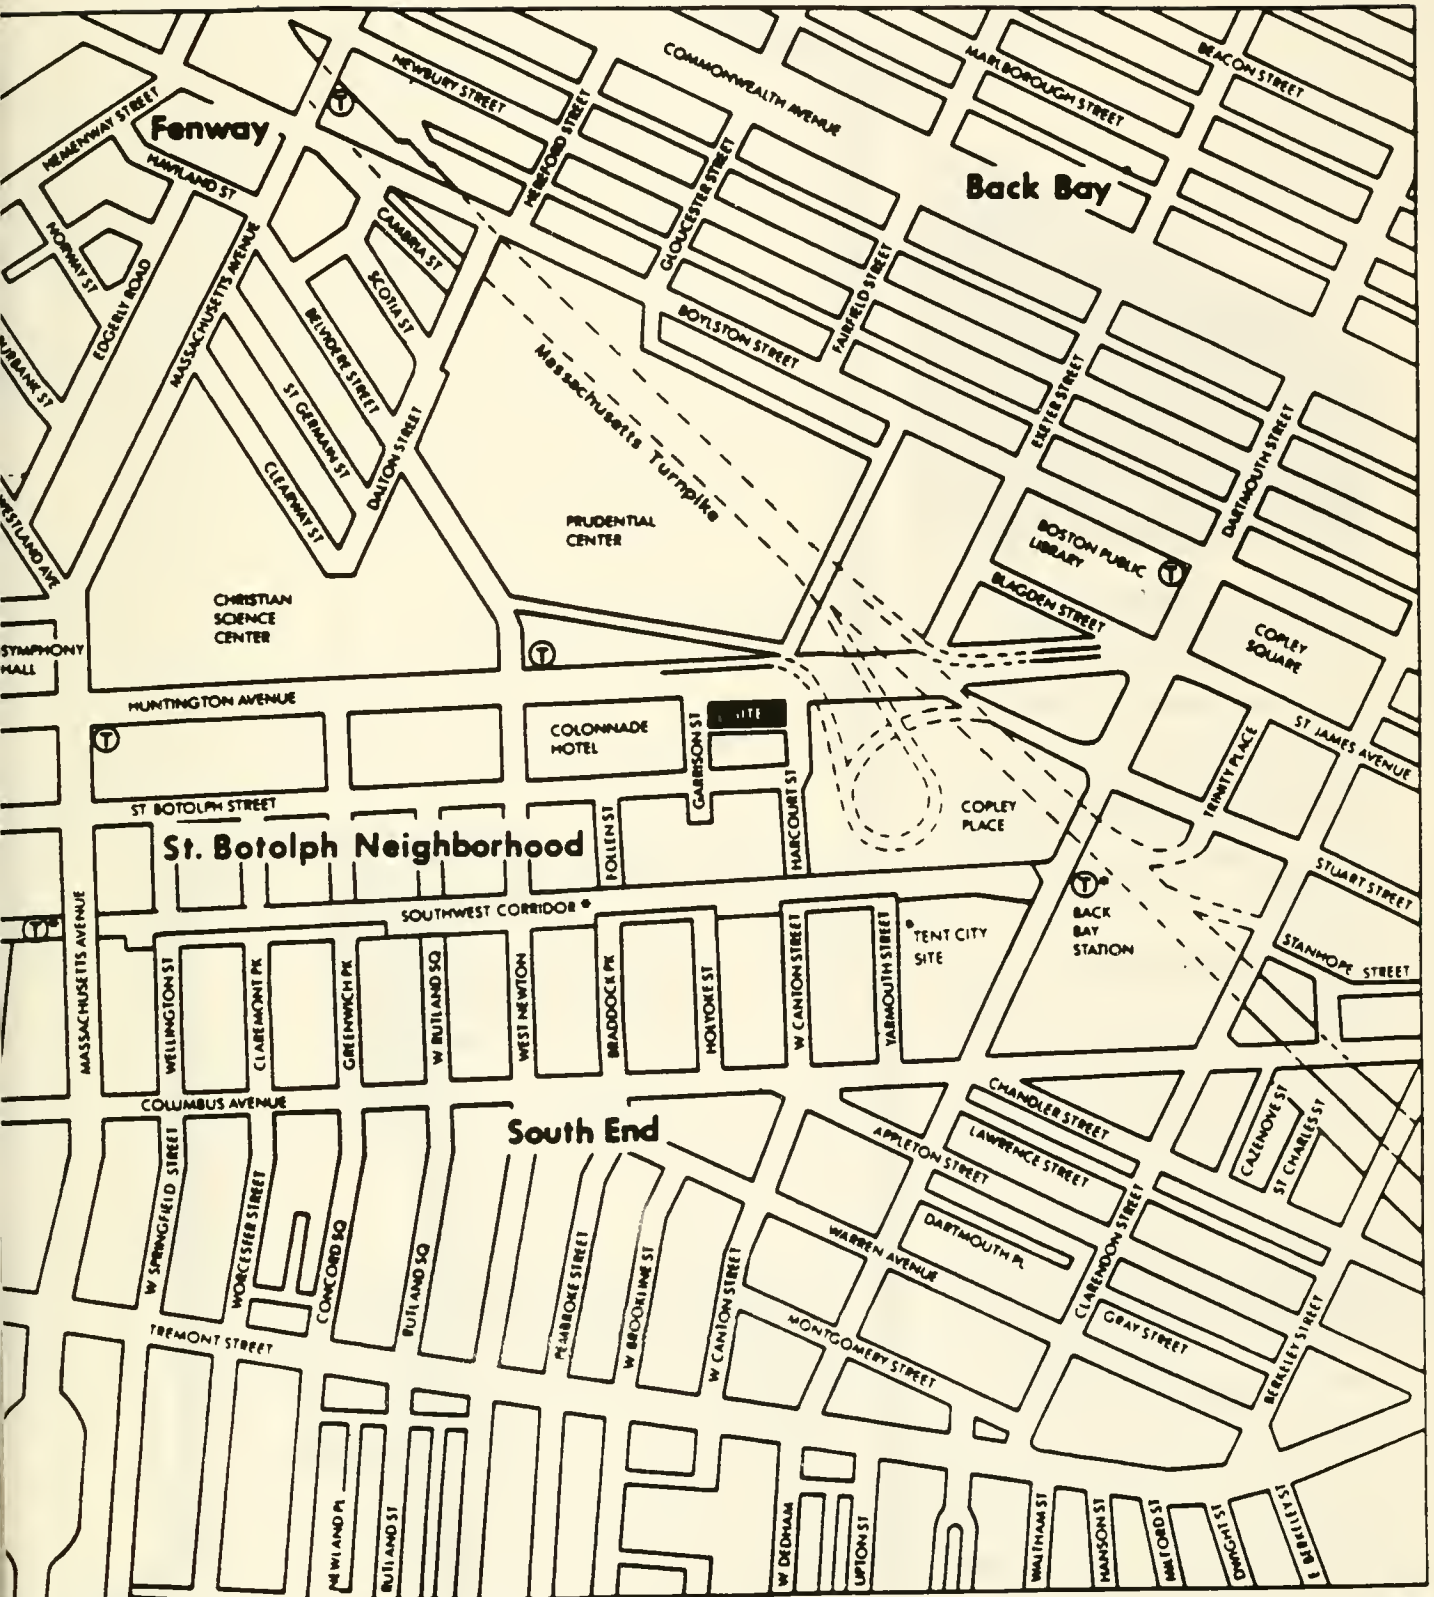 BEACON STREET
MARLBOROUGH STREET
COMMONWEALTH AVENUE
NEWBURY STREET
T
HEMENWAY STREET
Fenway
HAVILAND ST
HEREFORD STREET
GLOUCESTER STREET
Back Bay
CAMBRIA ST
SCOTIA ST
NORWAY ST
EDGERLY ROAD
MASSACHUSETTS AVENUE
BELVIDERE STREET
FAIRFIELD STREET
BOYLSTON STREET
BURBANK ST
ST GERMAIN ST
CLEARWAY ST
DALTON STREET
Massachusetts Turnpike
EXETER STREET
DARTMOUTH STREET
WESTLAND AVE
PRUDENTIAL
CENTER
BOSTON PUBLIC
LIBRARY
T
BLAGDEN STREET
CHRISTIAN
SCIENCE
CENTER
SYMPHONY
HALL
T
COPLEY
SQUARE
HUNTINGTON AVENUE
T
COLONNADE
HOTEL
GARRISON ST
SITE
ST JAMES AVENUE
TRINITY PLACE
ST BOTOLPH STREET
HARCOURT ST
COPLEY
PLACE
St. Botolph Neighborhood
FOLLEN ST
STUART STREET
T*
SOUTHWEST CORRIDOR *
T*
BACK
BAY
STATION
*TENT CITY
SITE
STANHOPE STREET
MASSACHUSETTS AVENUE
WELLINGTON ST
CLAREMONT PK
GREENWICH PK
W RUTLAND SQ
WEST NEWTON
BRADDOCK PK
HOLYOKE ST
W CANTON STREET
YARMOUTH STREET
COLUMBUS AVENUE
CHANDLER STREET
CAZENOVE ST
ST CHARLES ST
South End
APPLETON STREET
LAWRENCE STREET
DARTMOUTH PL
CLARENDON STREET
W SPRINGFIELD STREET
WORCESTER STREET
CONCORD SQ
RUTLAND SQ
PEMBROKE STREET
W BROOKLINE ST
W CANTON STREET
WARREN AVENUE
MONTGOMERY STREET
GRAY STREET
BERKELEY STREET
TREMONT STREET
NEWLAND PL
RUTLAND ST
W DEDHAM
UPTON ST
WALTHAM ST
HANSON ST
MILFORD ST
DWIGHT ST
E BERKLEY ST